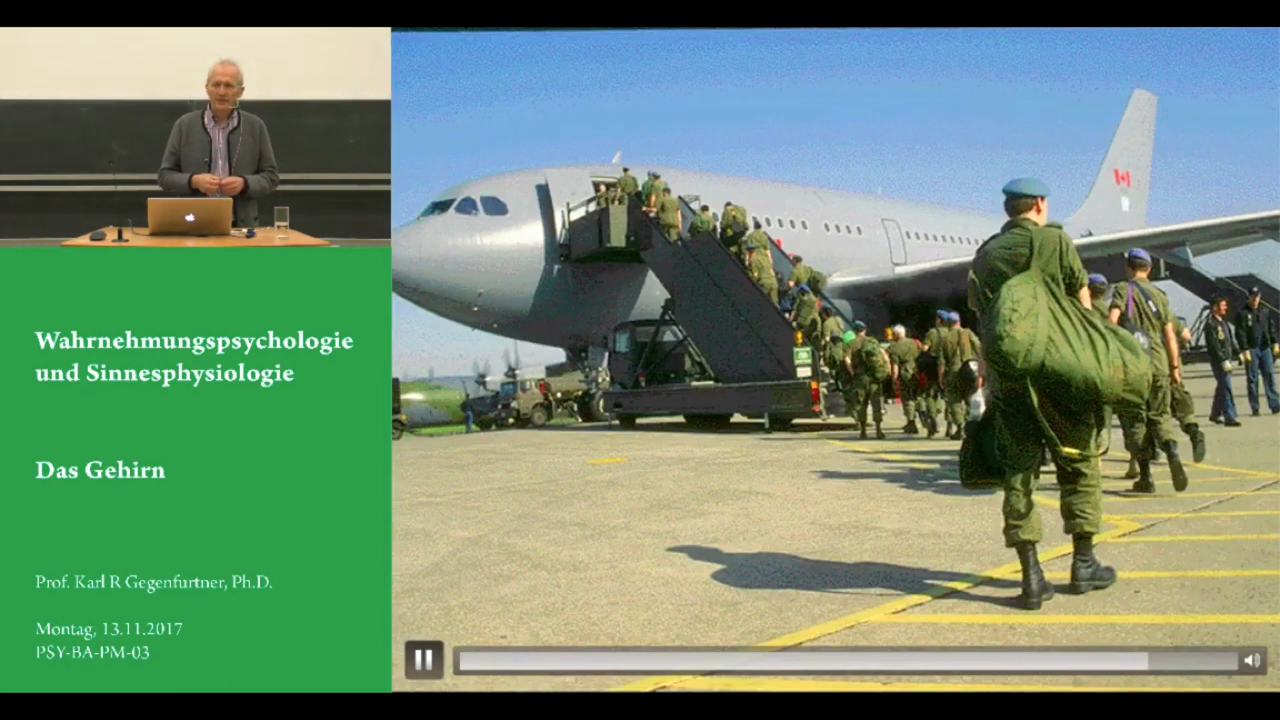 Wahrnehmungspsychologie
und Sinnesphysiologie
Das Gehirn
Prof. Karl R Gegenfurtner, Ph.D.
Montag, 13.11.2017
PSY-BA-PM-03